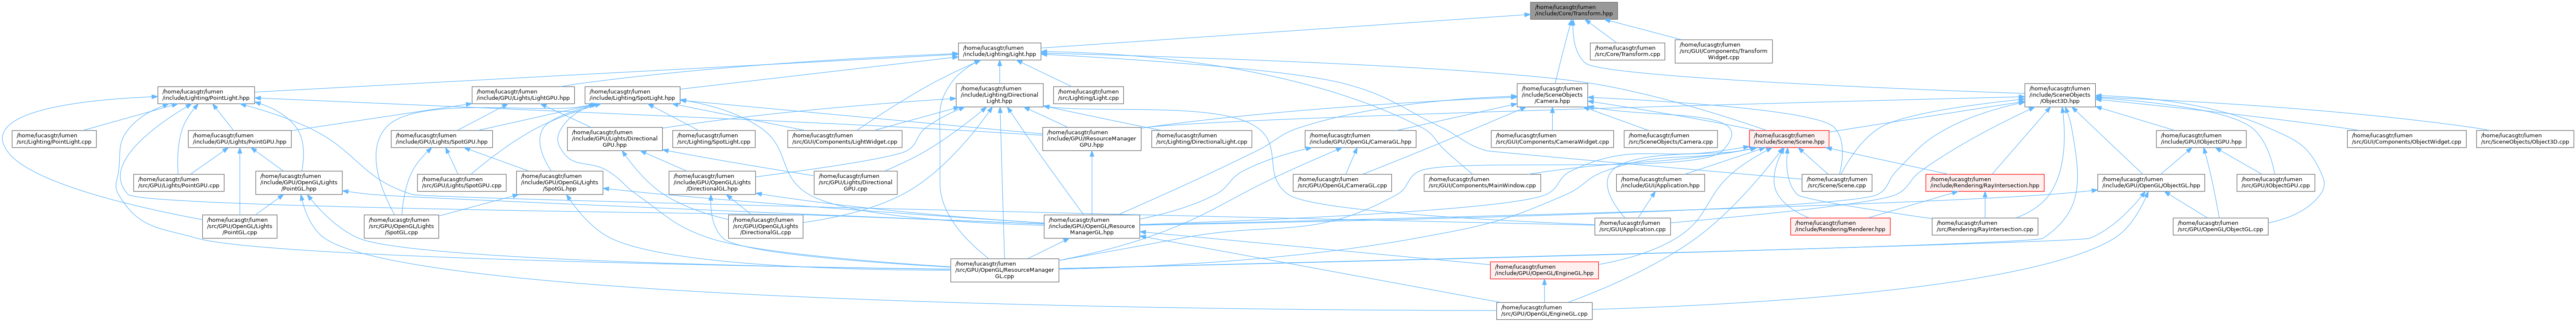 /home/lucasgtr/lumen
/include/Core/Transform.hpp
/home/lucasgtr/lumen
/include/Lighting/Light.hpp
/home/lucasgtr/lumen
/src/Core/Transform.cpp
/home/lucasgtr/lumen
/src/GUI/Components/Transform
Widget.cpp
/home/lucasgtr/lumen
/include/Lighting/PointLight.hpp
/home/lucasgtr/lumen
/include/GPU/Lights/LightGPU.hpp
/home/lucasgtr/lumen
/include/Lighting/SpotLight.hpp
/home/lucasgtr/lumen
/include/Lighting/Directional
Light.hpp
/home/lucasgtr/lumen
/src/Lighting/Light.cpp
/home/lucasgtr/lumen
/include/SceneObjects
/Camera.hpp
/home/lucasgtr/lumen
/include/SceneObjects
/Object3D.hpp
/home/lucasgtr/lumen
/src/Lighting/PointLight.cpp
/home/lucasgtr/lumen
/include/GPU/Lights/PointGPU.hpp
/home/lucasgtr/lumen
/include/GPU/Lights/SpotGPU.hpp
/home/lucasgtr/lumen
/include/GPU/Lights/Directional
GPU.hpp
/home/lucasgtr/lumen
/src/Lighting/SpotLight.cpp
/home/lucasgtr/lumen
/src/GUI/Components/LightWidget.cpp
/home/lucasgtr/lumen
/include/GPU/IResourceManager
GPU.hpp
/home/lucasgtr/lumen
/src/Lighting/DirectionalLight.cpp
/home/lucasgtr/lumen
/include/GPU/OpenGL/CameraGL.hpp
/home/lucasgtr/lumen
/src/GUI/Components/CameraWidget.cpp
/home/lucasgtr/lumen
/src/SceneObjects/Camera.cpp
/home/lucasgtr/lumen
/include/Scene/Scene.hpp
/home/lucasgtr/lumen
/include/GPU/IObjectGPU.hpp
/home/lucasgtr/lumen
/src/GUI/Components/ObjectWidget.cpp
/home/lucasgtr/lumen
/src/SceneObjects/Object3D.cpp
/home/lucasgtr/lumen
/src/GPU/Lights/PointGPU.cpp
/home/lucasgtr/lumen
/include/GPU/OpenGL/Lights
/PointGL.hpp
/home/lucasgtr/lumen
/src/GPU/Lights/SpotGPU.cpp
/home/lucasgtr/lumen
/include/GPU/OpenGL/Lights
/SpotGL.hpp
/home/lucasgtr/lumen
/include/GPU/OpenGL/Lights
/DirectionalGL.hpp
/home/lucasgtr/lumen
/src/GPU/Lights/Directional
GPU.cpp
/home/lucasgtr/lumen
/src/GPU/OpenGL/CameraGL.cpp
/home/lucasgtr/lumen
/src/GUI/Components/MainWindow.cpp
/home/lucasgtr/lumen
/include/GUI/Application.hpp
/home/lucasgtr/lumen
/src/Scene/Scene.cpp
/home/lucasgtr/lumen
/include/Rendering/RayIntersection.hpp
/home/lucasgtr/lumen
/include/GPU/OpenGL/ObjectGL.hpp
/home/lucasgtr/lumen
/src/GPU/IObjectGPU.cpp
/home/lucasgtr/lumen
/src/GPU/OpenGL/Lights
/PointGL.cpp
/home/lucasgtr/lumen
/src/GPU/OpenGL/Lights
/SpotGL.cpp
/home/lucasgtr/lumen
/src/GPU/OpenGL/Lights
/DirectionalGL.cpp
/home/lucasgtr/lumen
/include/GPU/OpenGL/Resource
ManagerGL.hpp
/home/lucasgtr/lumen
/src/GUI/Application.cpp
/home/lucasgtr/lumen
/include/Rendering/Renderer.hpp
/home/lucasgtr/lumen
/src/Rendering/RayIntersection.cpp
/home/lucasgtr/lumen
/src/GPU/OpenGL/ObjectGL.cpp
/home/lucasgtr/lumen
/src/GPU/OpenGL/ResourceManager
GL.cpp
/home/lucasgtr/lumen
/include/GPU/OpenGL/EngineGL.hpp
/home/lucasgtr/lumen
/src/GPU/OpenGL/EngineGL.cpp